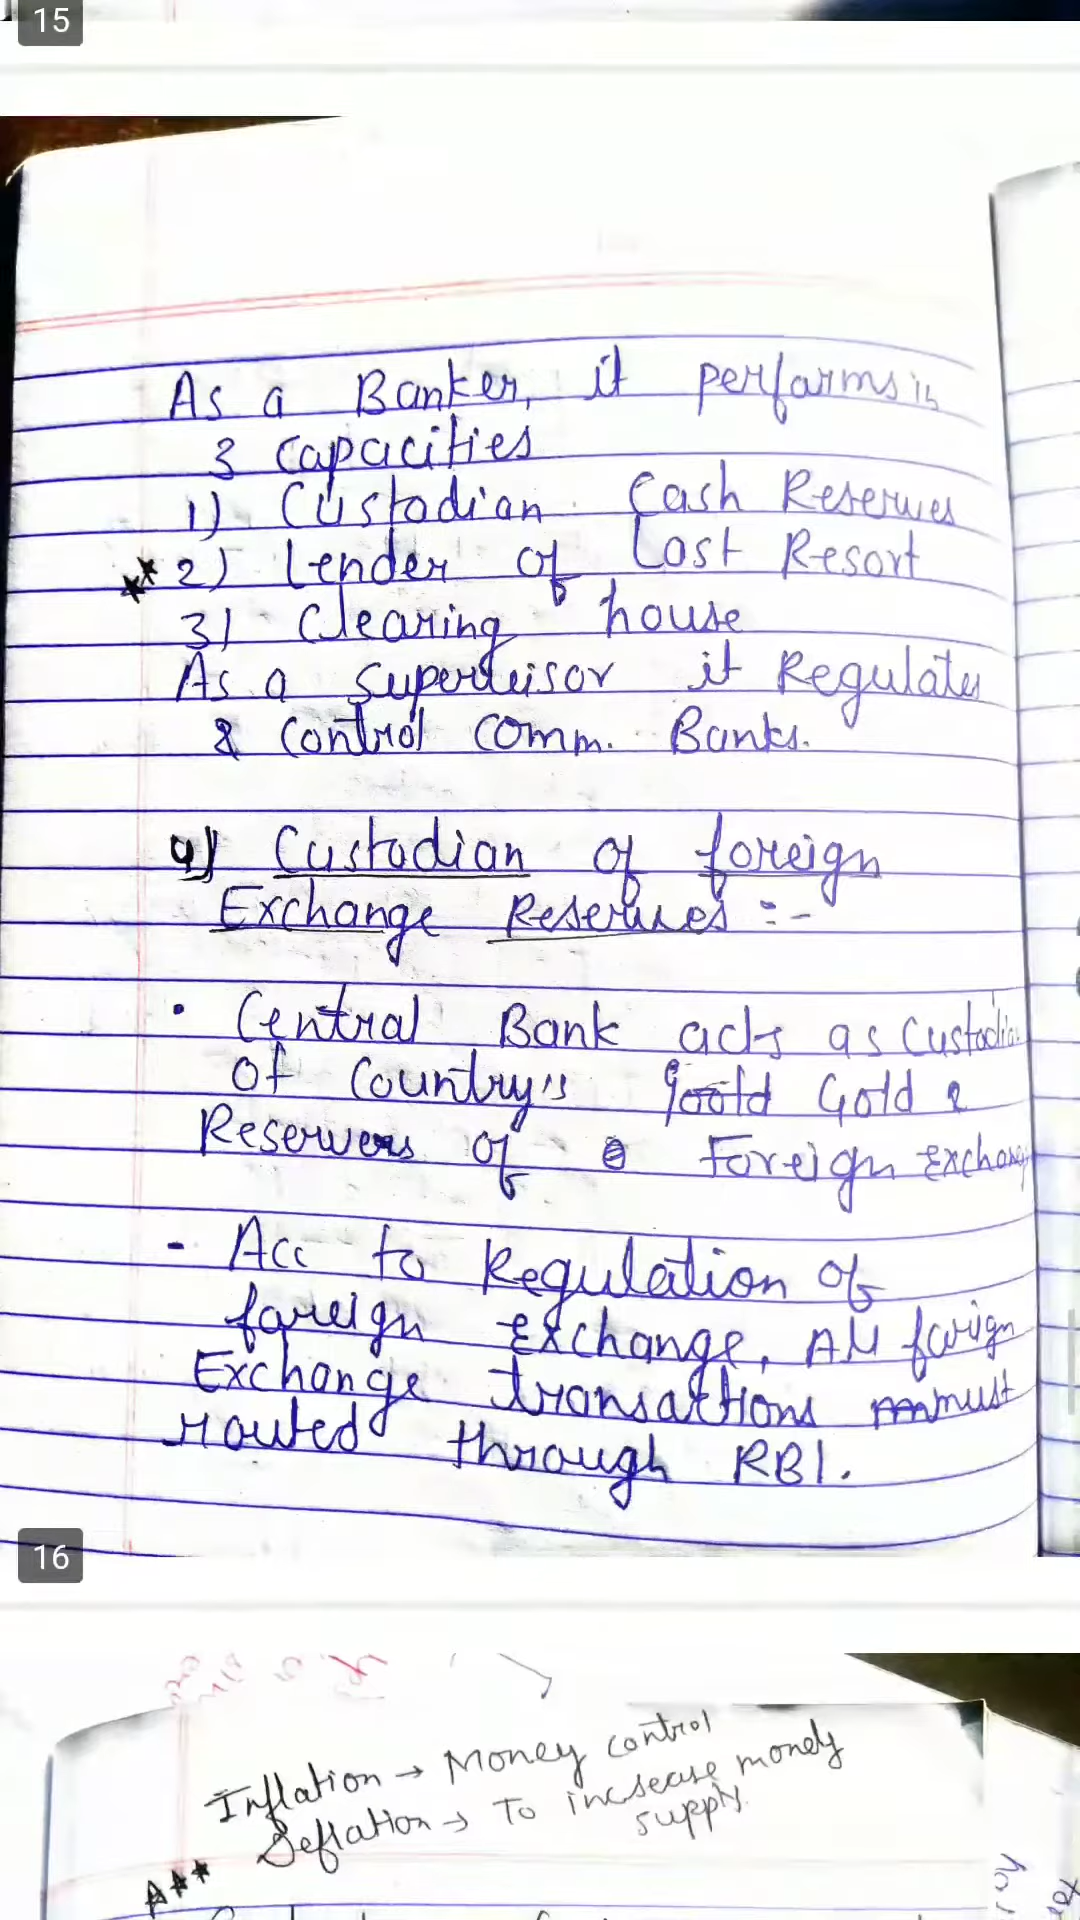 15
As a Banker, it performs in
3 capacities
1) Custodian Cash Reserves
2) Lender of Last Resort
3) Clearing house
As a supervisor it Regulates
& control comm. Banks.
4) Custodian of foreign
Exchange Reserves :-
• Central Bank acts as Custodian
of Country's Goold Gold &
Reserves of Foreign Exchange
- Acc to Regulation of
foreign exchange, All foreign
Exchange transactions must
routed through RBI.
16
Inflation → Money control
Deflation → To increase money
supply.